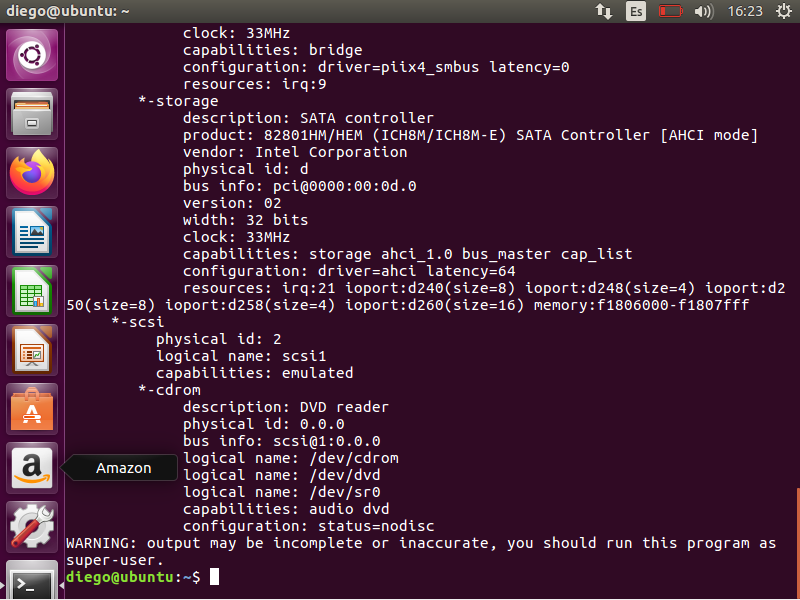 diego@ubuntu: ~
Es
16:23
clock: 33MHz
capabilities: bridge
configuration: driver=piix4_smbus latency=0
resources: irq:9
*-storage
description: SATA controller
product: 82801HM/HEM (ICH8M/ICH8M-E) SATA Controller [AHCI mode]
vendor: Intel Corporation
physical id: d
bus info: pci@0000:00:0d.0
version: 02
width: 32 bits
clock: 33MHz
capabilities: storage ahci_1.0 bus_master cap_list
configuration: driver=ahci latency=64
resources: irq:21 ioport:d240(size=8) ioport:d248(size=4) ioport:d2
50(size=8) ioport:d258(size=4) ioport:d260(size=16) memory:f1806000-f1807fff
*-scsi
physical id: 2
logical name: scsi1
capabilities: emulated
*-cdrom
description: DVD reader
physical id: 0.0.0
bus info: scsi@1:0.0.0
logical name: /dev/cdrom
Amazon
logical name: /dev/dvd
logical name: /dev/sr0
capabilities: audio dvd
configuration: status=nodisc
WARNING: output may be incomplete or inaccurate, you should run this program as
super-user.
diego@ubuntu:~$